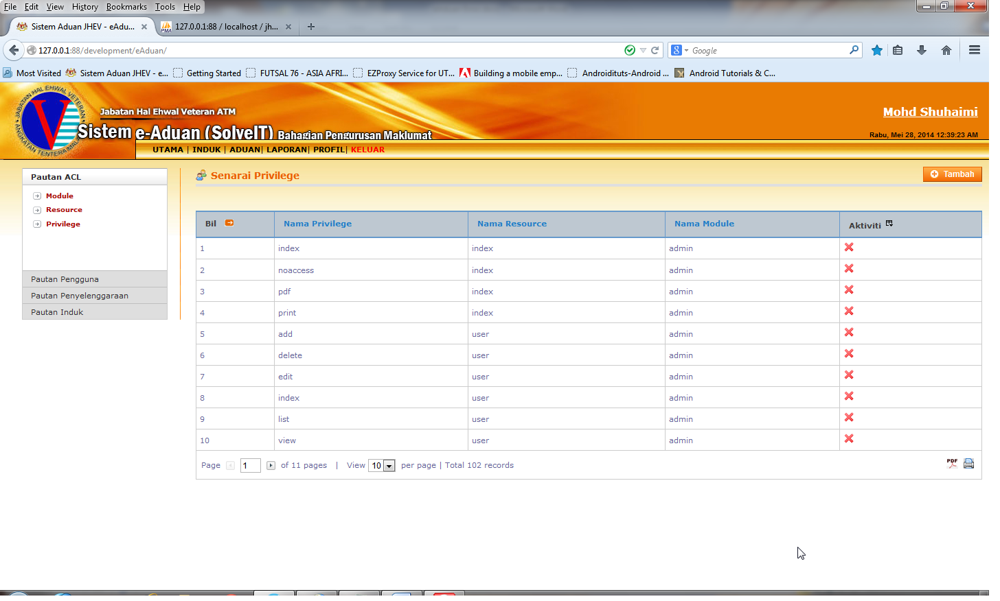 File Edit View History Bookmarks Tools Help
Sistem Aduan JHEV - eAdu... 127.0.0.1:88 / localhost / jh...
127.0.0.1:88/development/eAduan/ Google
Most Visited Sistem Aduan JHEV - e... Getting Started FUTSAL 76 - ASIA AFRI... EZProxy Service for UT... Building a mobile emp... Androidituts-Android ... Android Tutorials & C...
JABATAN HAL EHWAL VETERAN
ANGKATAN TENTERA MALAYSIA
Jabatan Hal Ehwal Veteran ATM
Mohd Shuhaimi
Sistem e-Aduan (SolveIT) Bahagian Pengurusan Maklumat
Rabu, Mei 28, 2014 12:39:23 AM
UTAMA | INDUK | ADUAN| LAPORAN| PROFIL| KELUAR
Pautan ACL
Module
Resource
Privilege
Pautan Pengguna
Pautan Penyelenggaraan
Pautan Induk
Senarai Privilege
Tambah
Bil Nama Privilege Nama Resource Nama Module Aktiviti
1 index index admin
2 noaccess index admin
3 pdf index admin
4 print index admin
5 add user admin
6 delete user admin
7 edit user admin
8 index user admin
9 list user admin
10 view user admin
Page 1 of 11 pages | View 10 per page | Total 102 records PDF